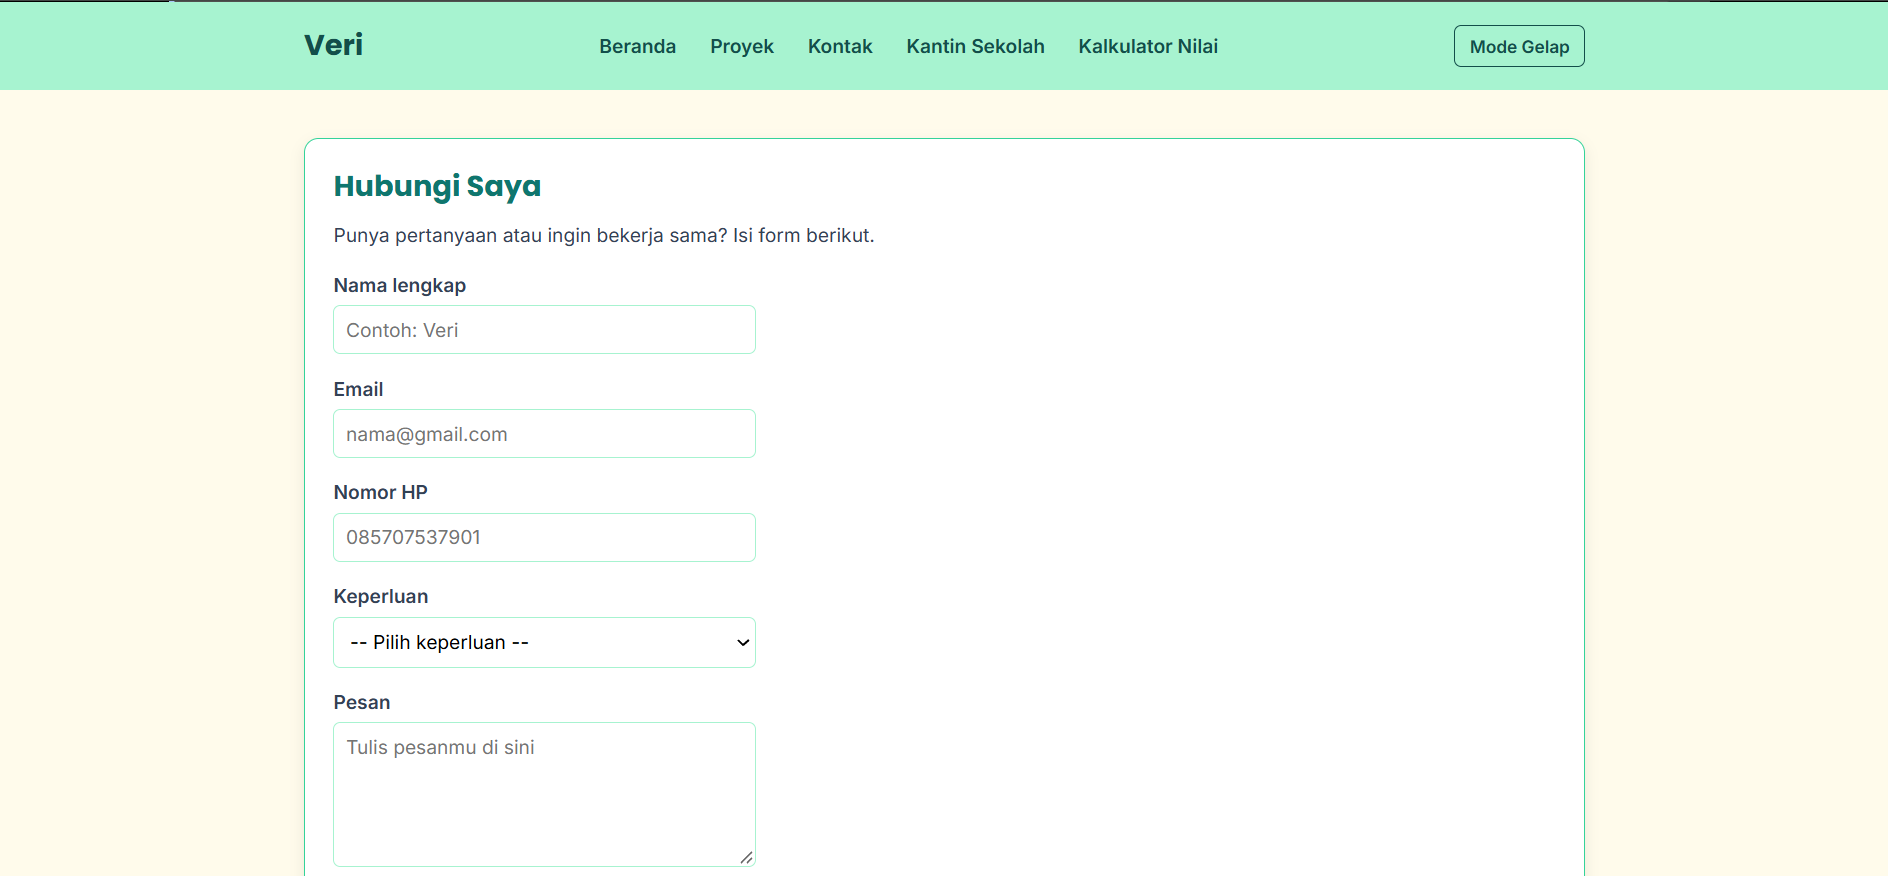 Veri
Beranda Proyek Kontak Kantin Sekolah Kalkulator Nilai
Mode Gelap
Hubungi Saya
Punya pertanyaan atau ingin bekerja sama? Isi form berikut.
Nama lengkap
Contoh: Veri
Email
nama@gmail.com
Nomor HP
085707537901
Keperluan
-- Pilih keperluan --
Pesan
Tulis pesanmu di sini